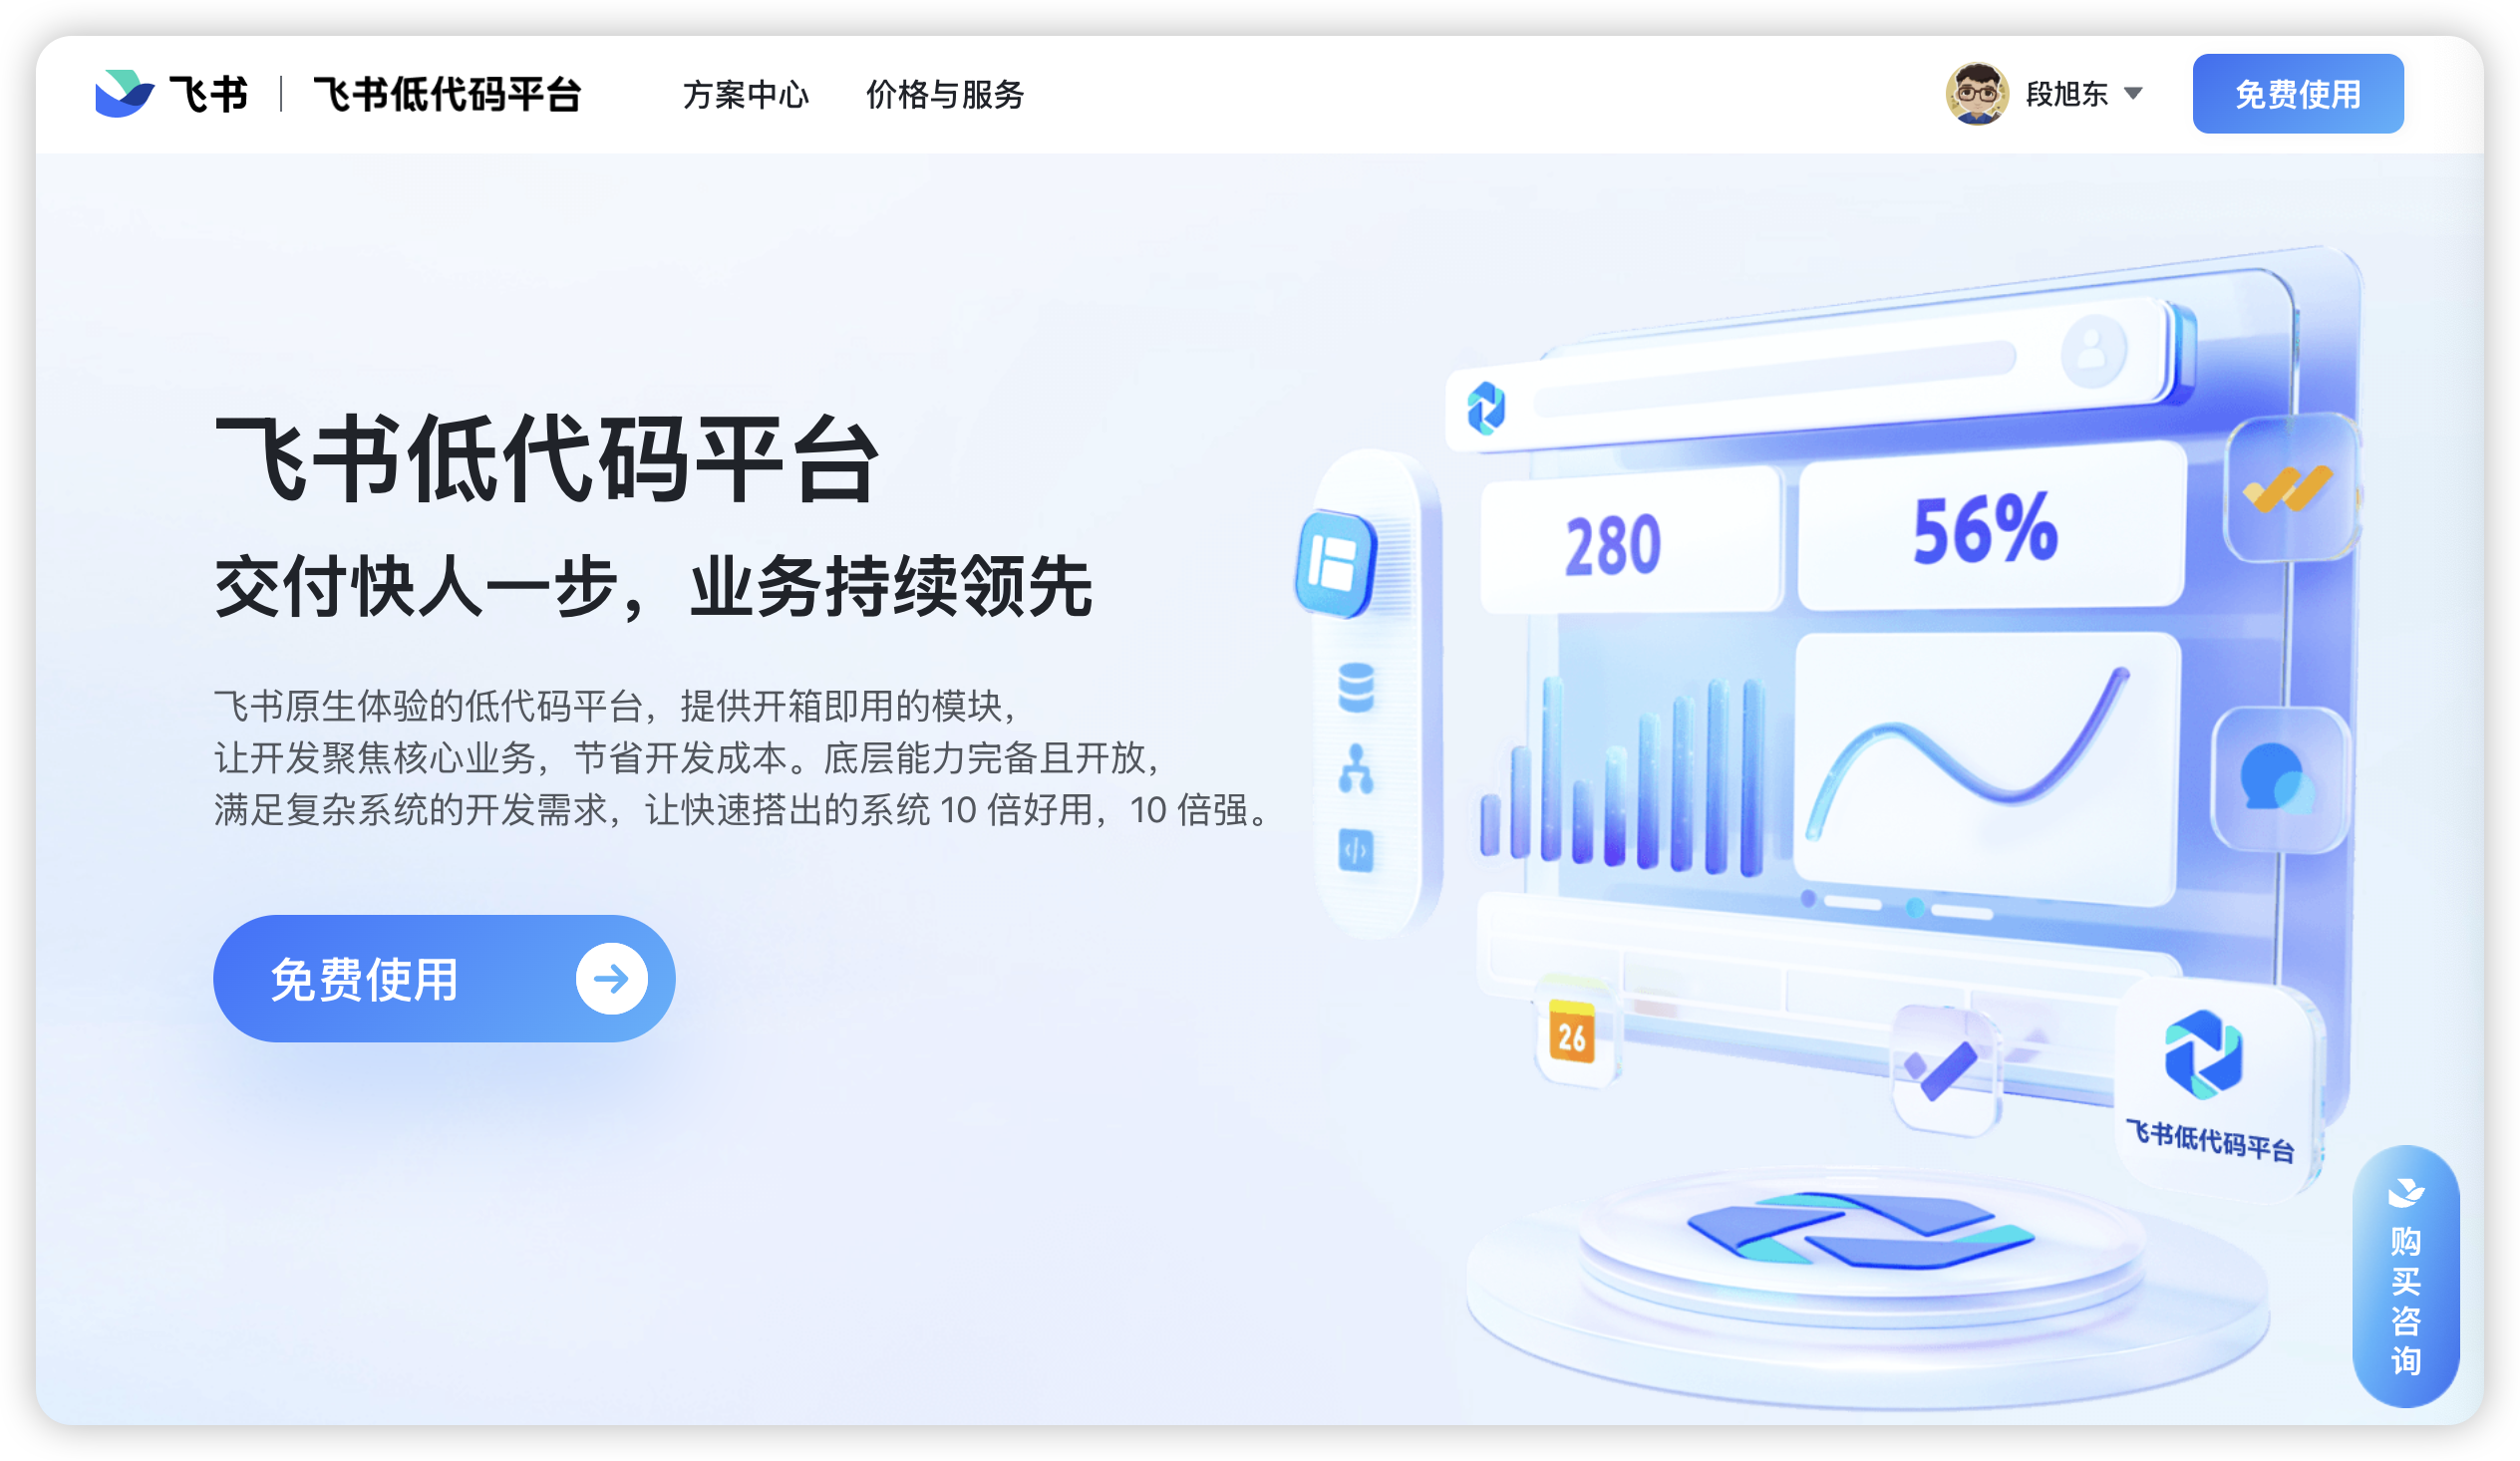 飞书 | 飞书低代码平台
方案中心
价格与服务
段旭东
免费使用
飞书低代码平台
交付快人一步，业务持续领先
飞书原生体验的低代码平台，提供开箱即用的模块，
让开发聚焦核心业务，节省开发成本。底层能力完备且开放，
满足复杂系统的开发需求，让快速搭出的系统 10 倍好用，10 倍强。
免费使用
280
56%
26
飞书低代码平台
购买咨询